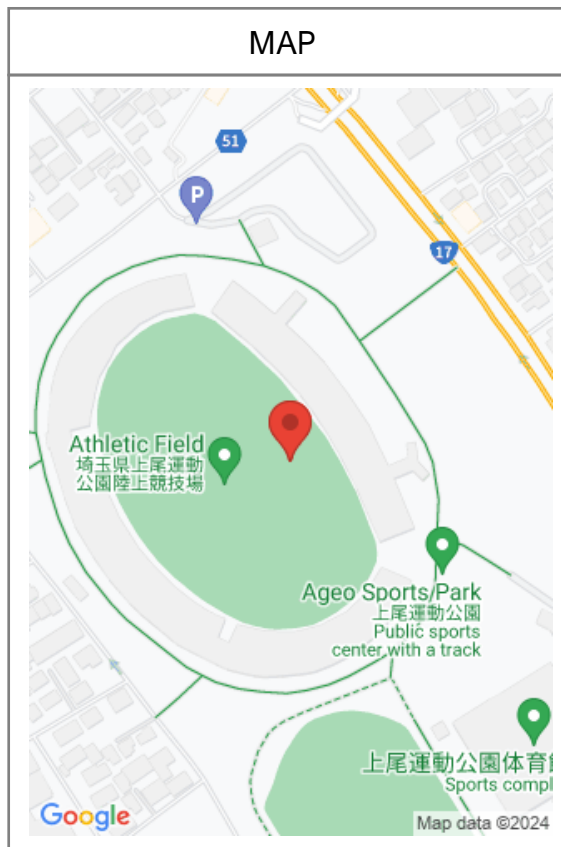 MAP
51
P
17
Athletic Field
埼玉県上尾運動
公園陸上競技場
Ageo Sports/Park
上尾運動公園
Public sports
center with a track
上尾運動公園体育館
Sports compl
Google
Map data ©2024